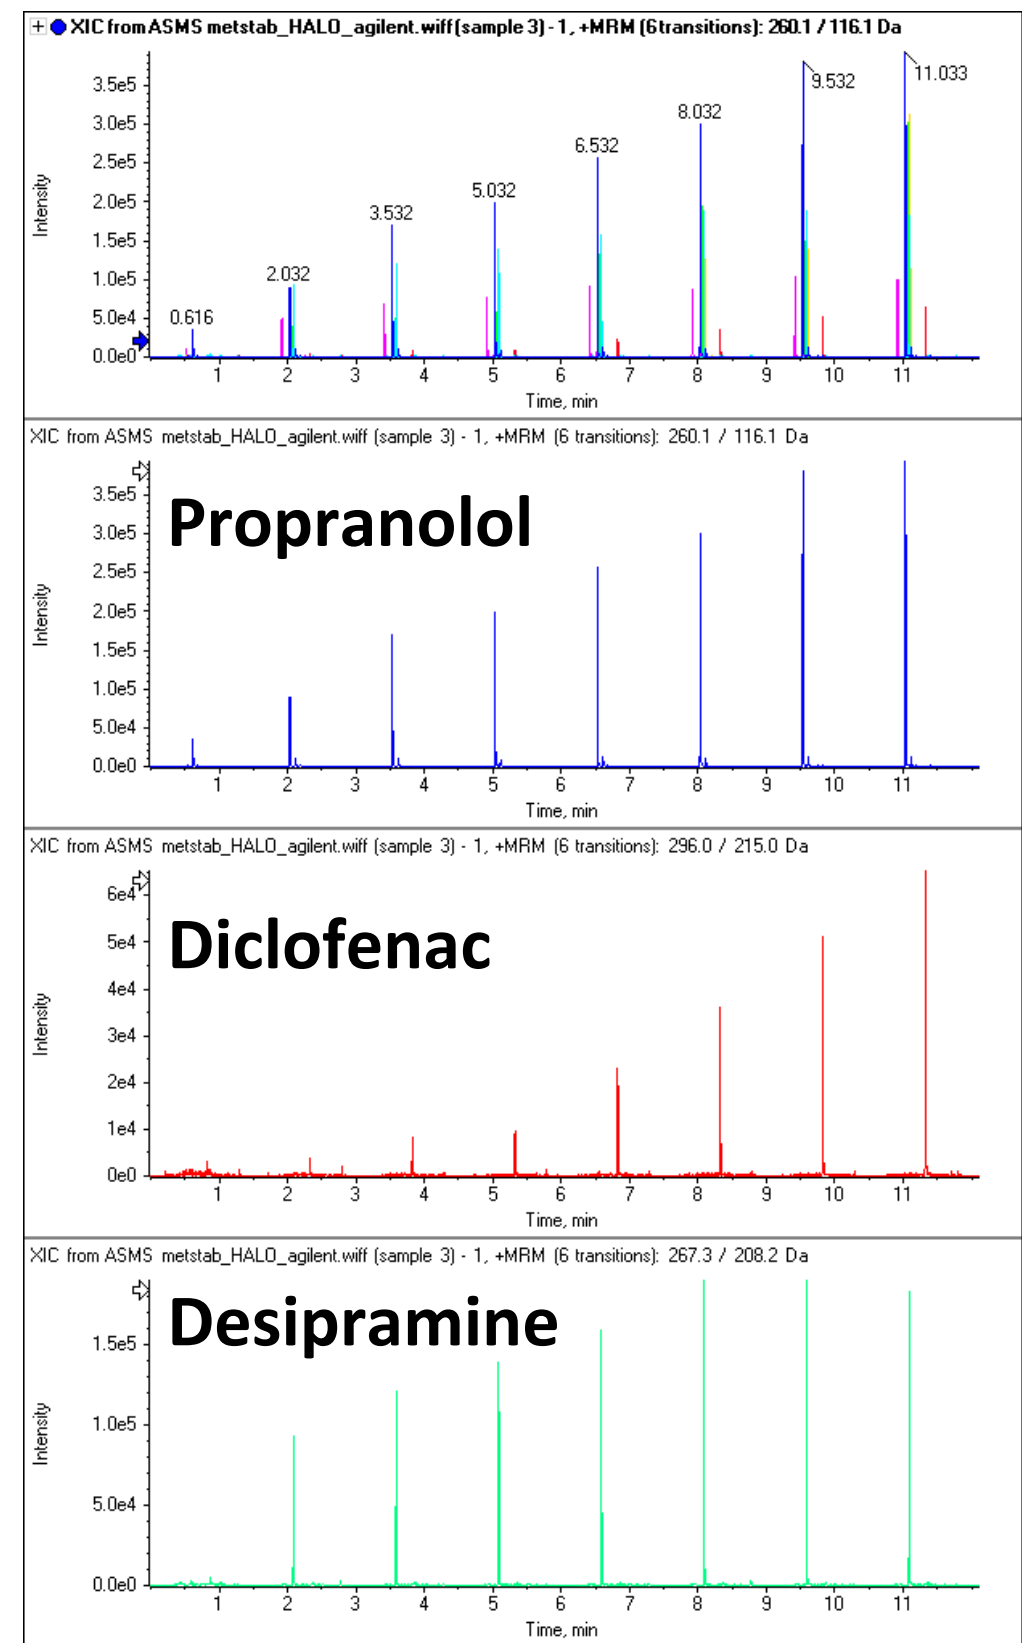 XIC from ASMS metstab_HALO_agilent.wiff (sample 3) - 1, +MRM (6 transitions): 260.1 / 116.1 Da
3.5e5
3.0e5
2.5e5
2.0e5
1.5e5
1.0e5
5.0e4
0.0e0
Intensity
0.616
2.032
3.532
5.032
6.532
8.032
9.532
11.033
1 2 3 4 5 6 7 8 9 10 11
Time, min
XIC from ASMS metstab_HALO_agilent.wiff (sample 3) - 1, +MRM (6 transitions): 260.1 / 116.1 Da
Propranolol
3.5e5
3.0e5
2.5e5
2.0e5
1.5e5
1.0e5
5.0e4
0.0e0
Intensity
1 2 3 4 5 6 7 8 9 10 11
Time, min
XIC from ASMS metstab_HALO_agilent.wiff (sample 3) - 1, +MRM (6 transitions): 296.0 / 215.0 Da
Diclofenac
6e4
5e4
4e4
3e4
2e4
1e4
0e0
Intensity
1 2 3 4 5 6 7 8 9 10 11
Time, min
XIC from ASMS metstab_HALO_agilent.wiff (sample 3) - 1, +MRM (6 transitions): 267.3 / 208.2 Da
Desipramine
1.5e5
1.0e5
5.0e4
0.0e0
Intensity
1 2 3 4 5 6 7 8 9 10 11
Time, min